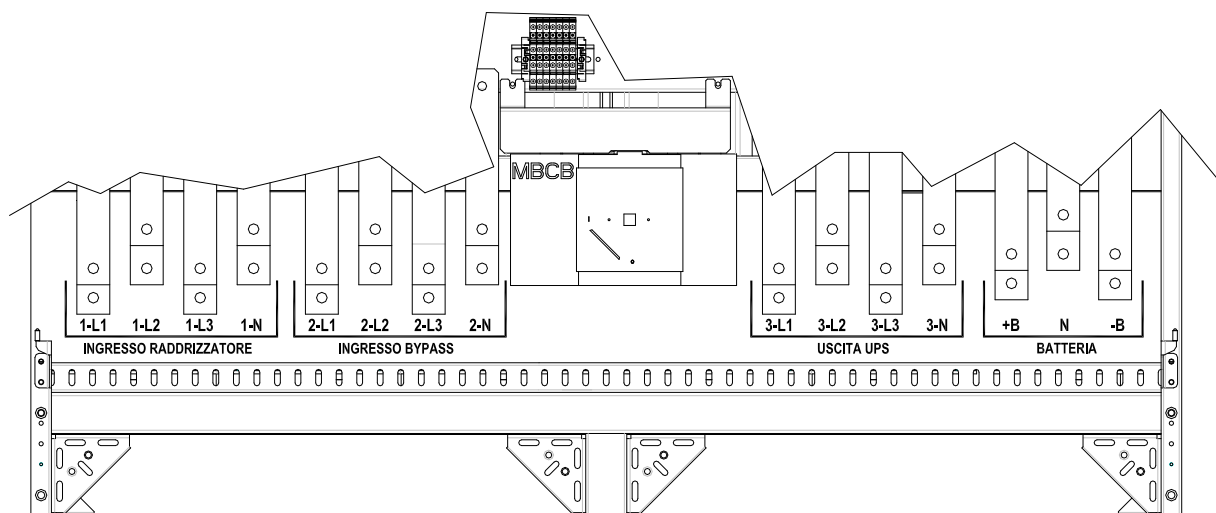 MBCB
1-L1 1-L2 1-L3 1-N 2-L1 2-L2 2-L3 2-N 3-L1 3-L2 3-L3 3-N +B N -B
INGRESSO RADDRIZZATORE INGRESSO BYPASS USCITA UPS BATTERIA